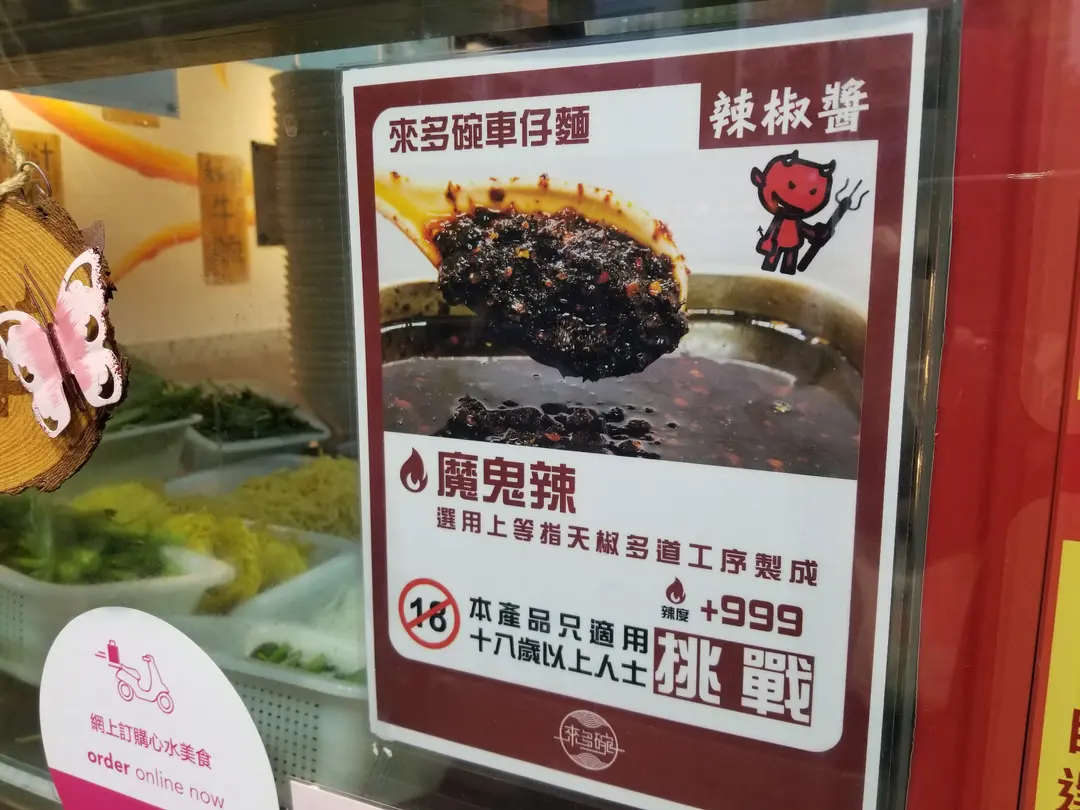 來多碗車仔麵
辣椒醬
魔鬼辣
選用上等指天椒多道工序製成
辣度 +999
18
本產品只適用
十八歲以上人士
挑戰
來多碗
網上訂購心水美食
order online now
汁
牛